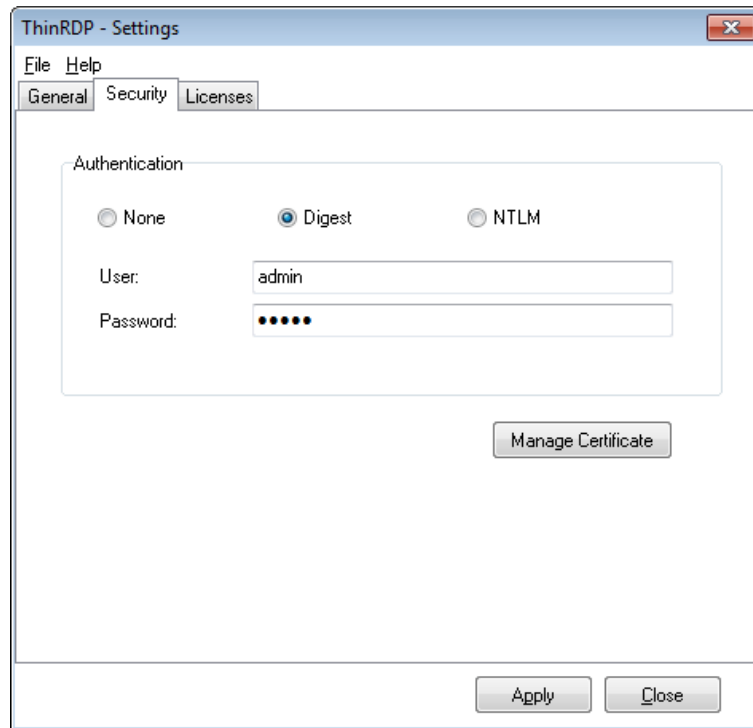 ThinRDP - Settings
File Help
General Security Licenses
Authentication
None Digest NTLM
User: admin
Password: •••••
Manage Certificate
Apply Close